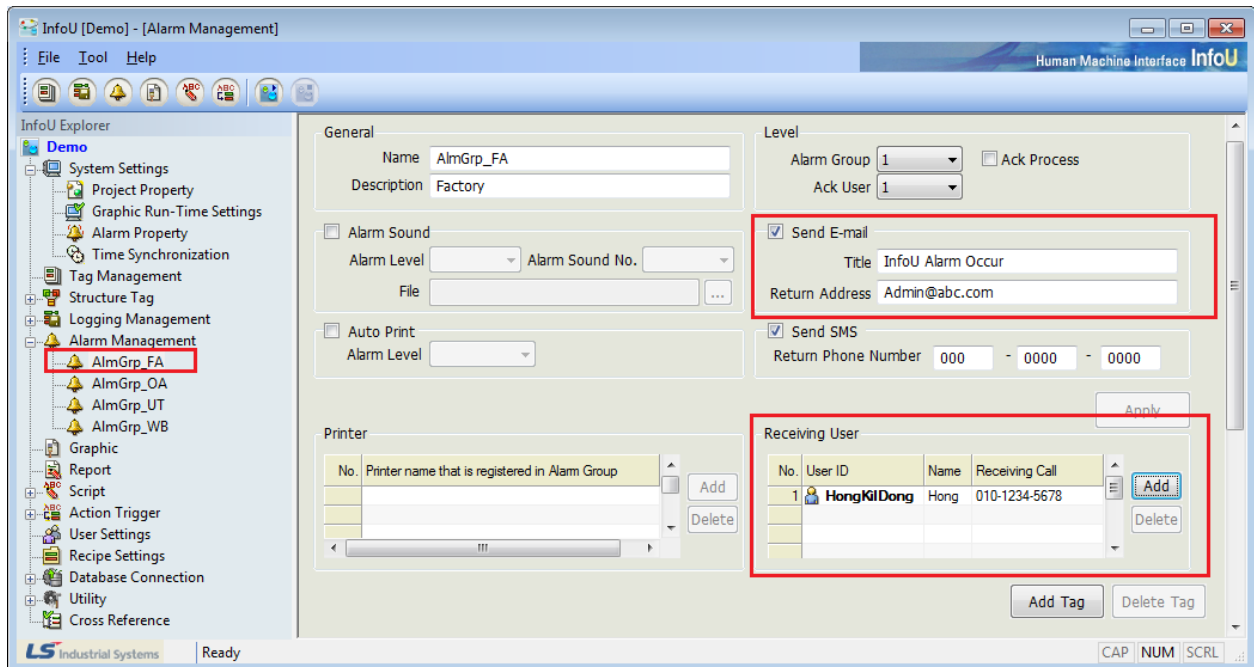 InfoU [Demo] - [Alarm Management]
File Tool Help
Human Machine Interface InfoU
InfoU Explorer
Demo
System Settings
Project Property
Graphic Run-Time Settings
Alarm Property
Time Synchronization
Tag Management
Structure Tag
Logging Management
Alarm Management
AlmGrp_FA
AlmGrp_OA
AlmGrp_UT
AlmGrp_WB
Graphic
Report
Script
Action Trigger
User Settings
Recipe Settings
Database Connection
Utility
Cross Reference
General
Name AlmGrp_FA
Description Factory
Level
Alarm Group 1 Ack Process
Ack User 1
Alarm Sound
Alarm Level Alarm Sound No.
File ...
Send E-mail
Title InfoU Alarm Occur
Return Address Admin@abc.com
Auto Print
Alarm Level
Send SMS
Return Phone Number 000 - 0000 - 0000
Apply
Printer
No. Printer name that is registered in Alarm Group
Add
Delete
Receiving User
No. User ID Name Receiving Call
1 HongKilDong Hong 010-1234-5678
Add
Delete
Add Tag Delete Tag
LS Industrial Systems Ready CAP NUM SCRL